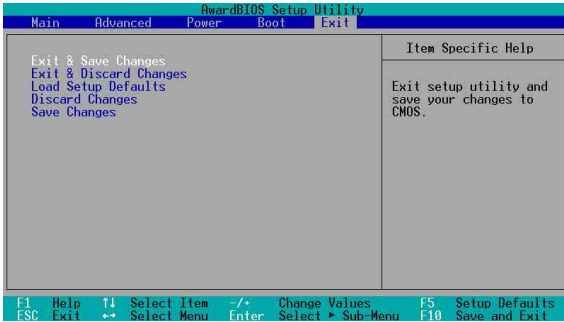 AwardBIOS Setup Utility
Main Advanced Power Boot Exit
Item Specific Help
Exit & Save Changes
Exit & Discard Changes
Load Setup Defaults
Discard Changes
Save Changes
Exit setup utility and
save your changes to
CMOS.
F1 Help ↑↓ Select Item -/+ Change Values F5 Setup Defaults
ESC Exit ←→ Select Menu Enter Select ► Sub-Menu F10 Save and Exit